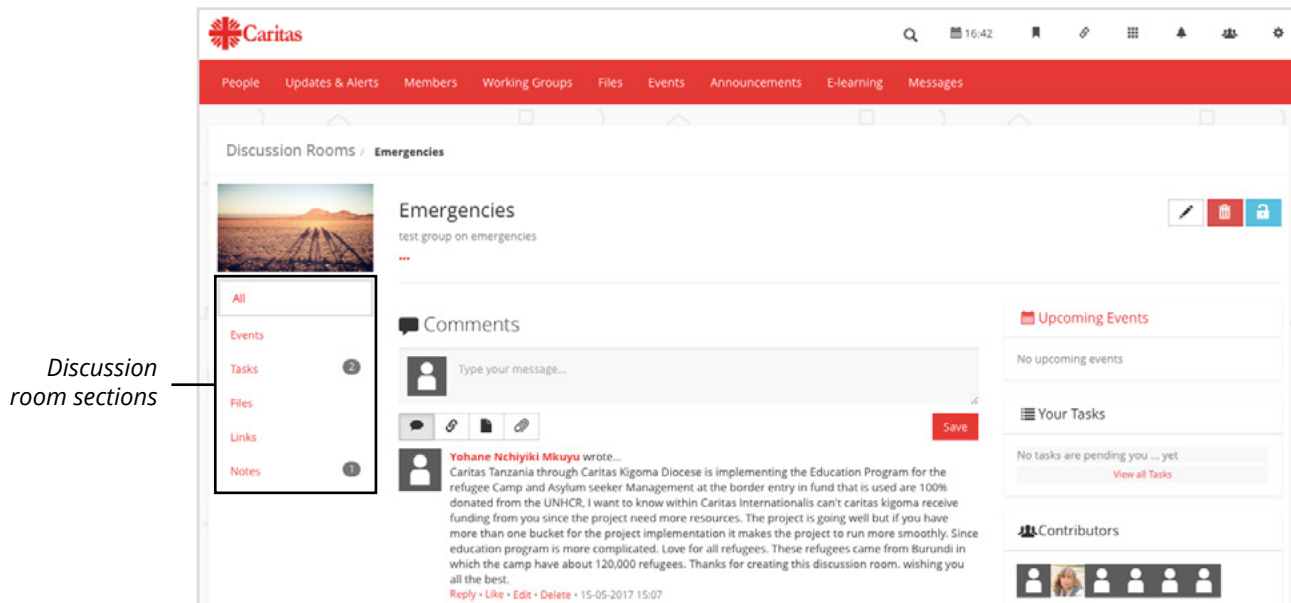 Caritas
16:42
People Updates & Alerts Members Working Groups Files Events Announcements E-learning Messages
Discussion Rooms / Emergencies
Emergencies
test group on emergencies
...
Discussion
room sections
All
Events
Tasks 2
Files
Links
Notes 1
Comments
Type your message...
Save
Yohane Nchiyiki Mkuyu wrote...
Caritas Tanzania through Caritas Kigoma Diocese is implementing the Education Program for the
refugee Camp and Asylum seeker Management at the border entry in fund that is used are 100%
donated from the UNHCR, I want to know within Caritas Internationalis can't caritas kigoma receive
funding from you since the project need more resources. The project is going well but if you have
more than one bucket for the project implementation it makes the project to run more smoothly. Since
education program is more complicated. Love for all refugees. These refugees came from Burundi in
which the camp have about 120,000 refugees. Thanks for creating this discussion room. wishing you
all the best.
Reply • Like • Edit • Delete • 15-05-2017 15:07
Upcoming Events
No upcoming events
Your Tasks
No tasks are pending you ... yet
View all Tasks
Contributors